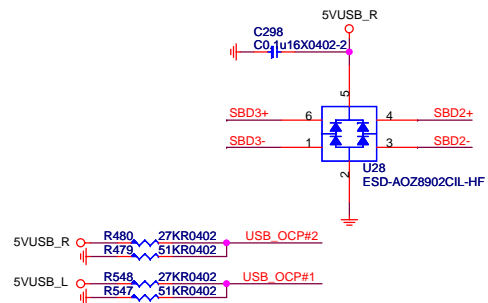 5VUSB_R
C298
C0.1u16X0402-2
5
SBD3+ 6 4 SBD2+
SBD3- 1 3 SBD2-
U28
2
ESD-AOZ8902CIL-HF
5VUSB_R R480 27KR0402 USB_OCP#2
R479 51KR0402
5VUSB_L R548 27KR0402 USB_OCP#1
R547 51KR0402